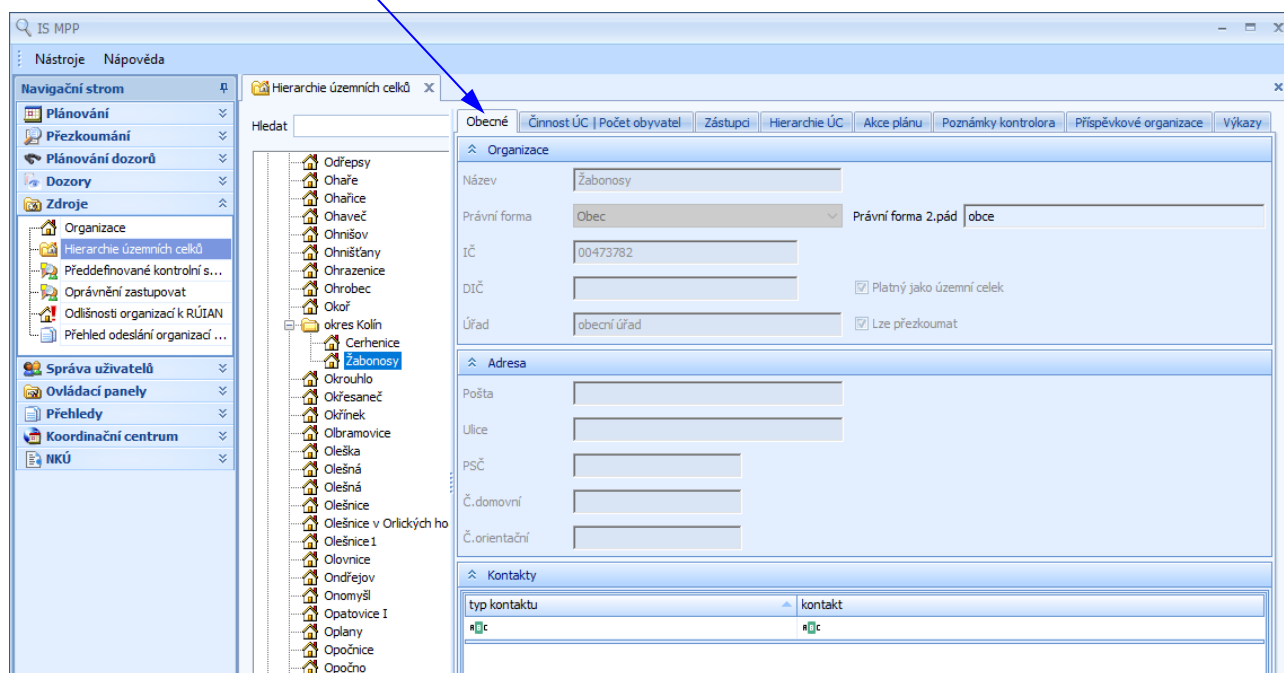 IS MPP
Nástroje Nápověda
Navigační strom
Plánování
Přezkoumání
Plánování dozorů
Dozory
Zdroje
Organizace
Hierarchie územních celků
Předdefinované kontrolní s...
Oprávnění zastupovat
Odlišnosti organizací k RÚIAN
Přehled odeslání organizací ...
Správa uživatelů
Ovládací panely
Přehledy
Koordinační centrum
NKÚ
Hierarchie územních celků
Hledat
Odřepsy
Ohaře
Ohařice
Ohaveč
Ohnišov
Ohnišťany
Ohrazenice
Ohrobec
Okoř
okres Kolín
Cerhenice
Žabonosy
Okrouhlo
Okřesaneč
Okřínek
Olbramovice
Oleška
Olešná
Olešná
Olešnice
Olešnice v Orlických ho
Olešnice1
Olovnice
Ondřejov
Onomyšl
Opatovice I
Oplany
Opočnice
Opočno
Obecné Činnost ÚC | Počet obyvatel Zástupci Hierarchie ÚC Akce plánu Poznámky kontrolora Příspěvkové organizace Výkazy
Organizace
Název Žabonosy
Právní forma Obec Právní forma 2.pád obce
IČ 00473782
DIČ Platný jako územní celek
Úřad obecní úřad Lze přezkoumat
Adresa
Pošta
Ulice
PSČ
Č.domovní
Č.orientační
Kontakty
typ kontaktu kontakt